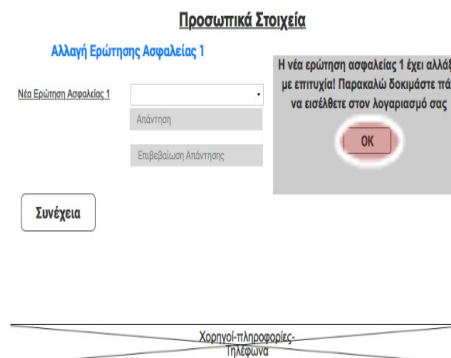 Προσωπικά Στοιχεία
Αλλαγή Ερώτησης Ασφαλείας 1
Νέα Ερώτηση Ασφαλείας 1
Απάντηση
Επιβεβαίωση Απάντησης
Συνέχεια
Η νέα ερώτηση ασφαλείας 1 έχει αλλάξ
με επιτυχία! Παρακαλώ δοκιμάστε πά
να εισέλθετε στον λογαριασμό σας
OK
Χορηγοί-πληροφορίες-
Τηλέφωνα